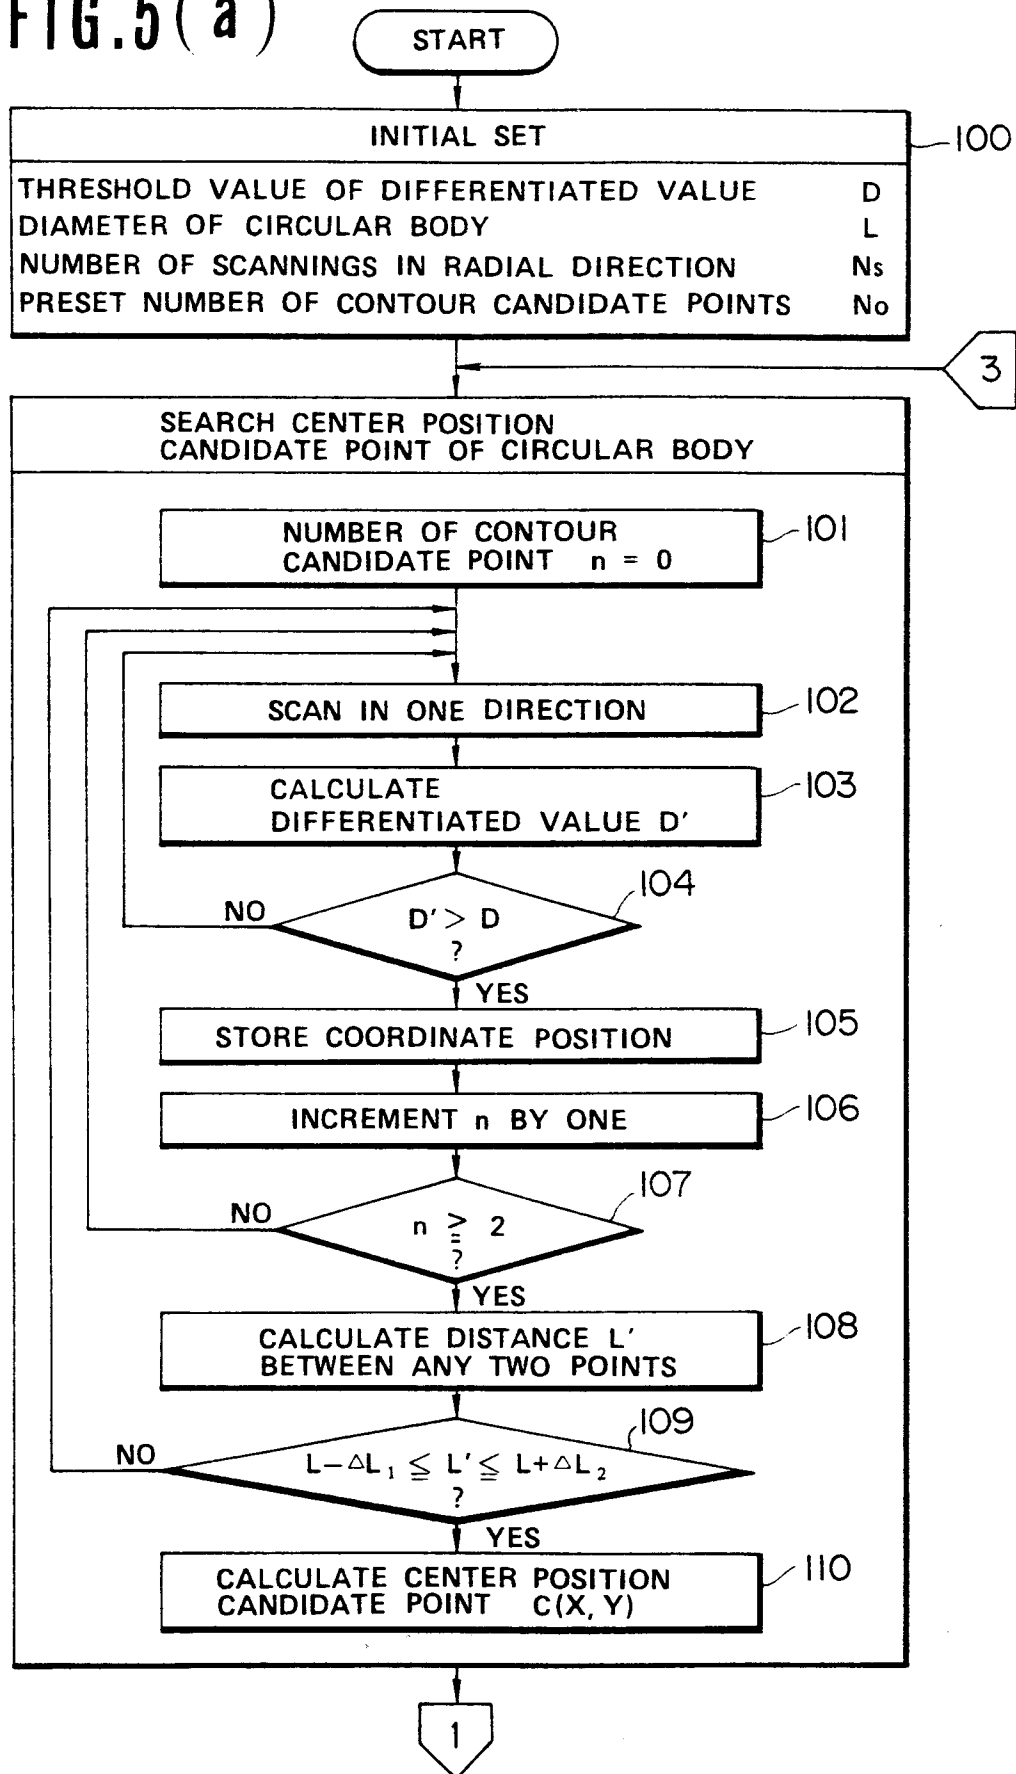 FIG.5(a)
START
INITIAL SET
100
THRESHOLD VALUE OF DIFFERENTIATED VALUE D
DIAMETER OF CIRCULAR BODY L
NUMBER OF SCANNINGS IN RADIAL DIRECTION Ns
PRESET NUMBER OF CONTOUR CANDIDATE POINTS No
3
SEARCH CENTER POSITION
CANDIDATE POINT OF CIRCULAR BODY
NUMBER OF CONTOUR
CANDIDATE POINT n = 0
101
SCAN IN ONE DIRECTION
102
CALCULATE
DIFFERENTIATED VALUE D'
103
104
NO
D' > D
?
YES
STORE COORDINATE POSITION
105
INCREMENT n BY ONE
106
107
NO
n ≧ 2
?
YES
CALCULATE DISTANCE L'
BETWEEN ANY TWO POINTS
108
109
NO
L−△L₁ ≦ L' ≦ L+△L₂
?
YES
CALCULATE CENTER POSITION
CANDIDATE POINT C(X, Y)
110
1